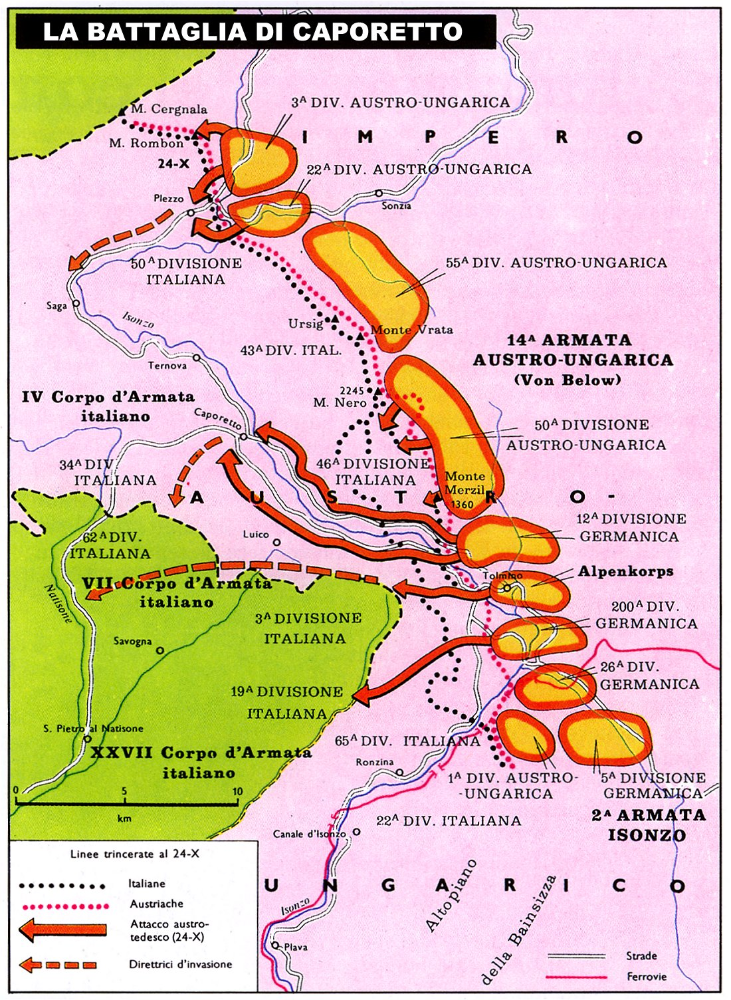 LA BATTAGLIA DI CAPORETTO
3ᴬ DIV. AUSTRO-UNGARICA
M. Cergnala
I M P E R O
M. Rombon
24-X
22ᴬ DIV. AUSTRO-UNGARICA
Plezzo
Sonzia
50ᴬ DIVISIONE
ITALIANA
55ᴬ DIV. AUSTRO-UNGARICA
Saga
Isonzo
Ursig
Monte Vrata
43ᴬ DIV. ITAL.
14ᴬ ARMATA
AUSTRO-UNGARICA
(Von Below)
Ternova
2245
M. Nero
IV Corpo d'Armata
italiano
Caporetto
50ᴬ DIVISIONE
AUSTRO-UNGARICA
34ᴬ DIV
ITALIANA
46ᴬ DIVISIONE
ITALIANA
Monte
Merzil
1360
A U S T R O -
12ᴬ DIVISIONE
GERMANICA
62ᴬ DIV.
ITALIANA
Luico
Tolmino
Alpenkorps
VII Corpo d'Armata
italiano
Natisone
200ᴬ DIV.
GERMANICA
3ᴬ DIVISIONE
ITALIANA
Savogna
26ᴬ DIV.
GERMANICA
19ᴬ DIVISIONE
ITALIANA
S. Pietro al Natisone
65ᴬ DIV. ITALIANA
XXVII Corpo d'Armata
italiano
Ronzina
1ᴬ DIV. AUSTRO-
-UNGARICA
5ᴬ DIVISIONE
GERMANICA
0 5 10
km
22ᴬ DIV. ITALIANA
2ᴬ ARMATA
ISONZO
Canale d'Isonzo
U N G A R I C O
Isonzo
Altopiano
della Bainsizza
Plava
Linee trincerate al 24-X
Italiane
Austriache
Attacco austro-
tedesco (24-X)
Direttrici d'invasione
Strade
Ferrovie